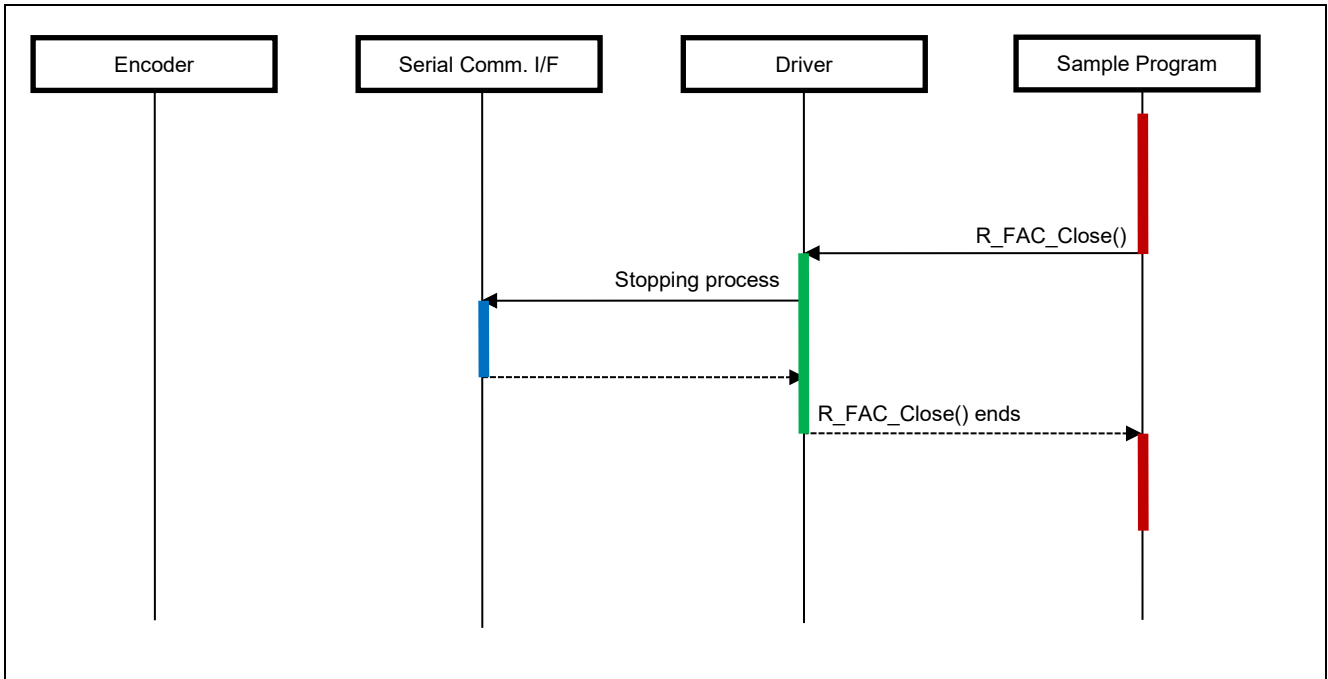 Encoder
Serial Comm. I/F
Driver
Sample Program
R_FAC_Close()
Stopping process
R_FAC_Close() ends